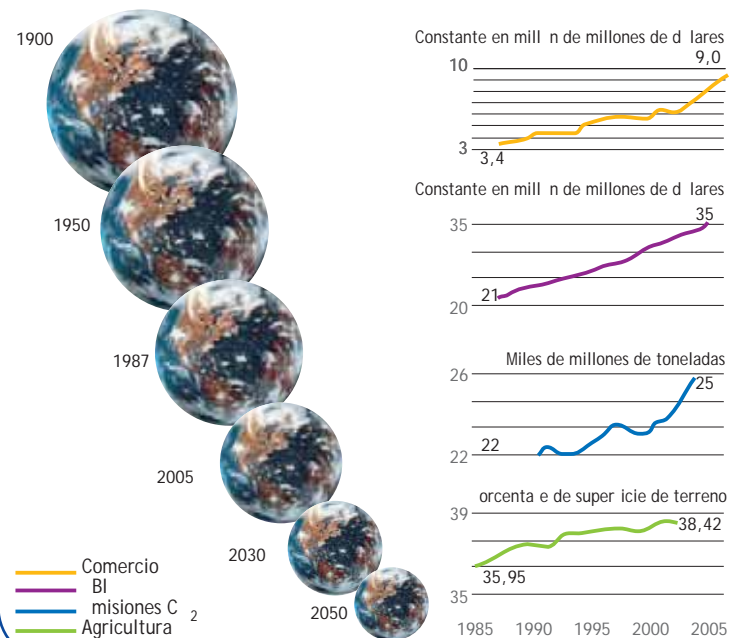 1900
1950
1987
2005
2030
2050
Comercio
BI
misiones C 2
Agricultura
Constante en mill n de millones de d lares
10
9,0
3
3,4
Constante en mill n de millones de d lares
35
35
21
20
Miles de millones de toneladas
26
25
22
22
orcenta e de super icie de terreno
39
38,42
35,95
35
1985 1990 1995 2000 2005